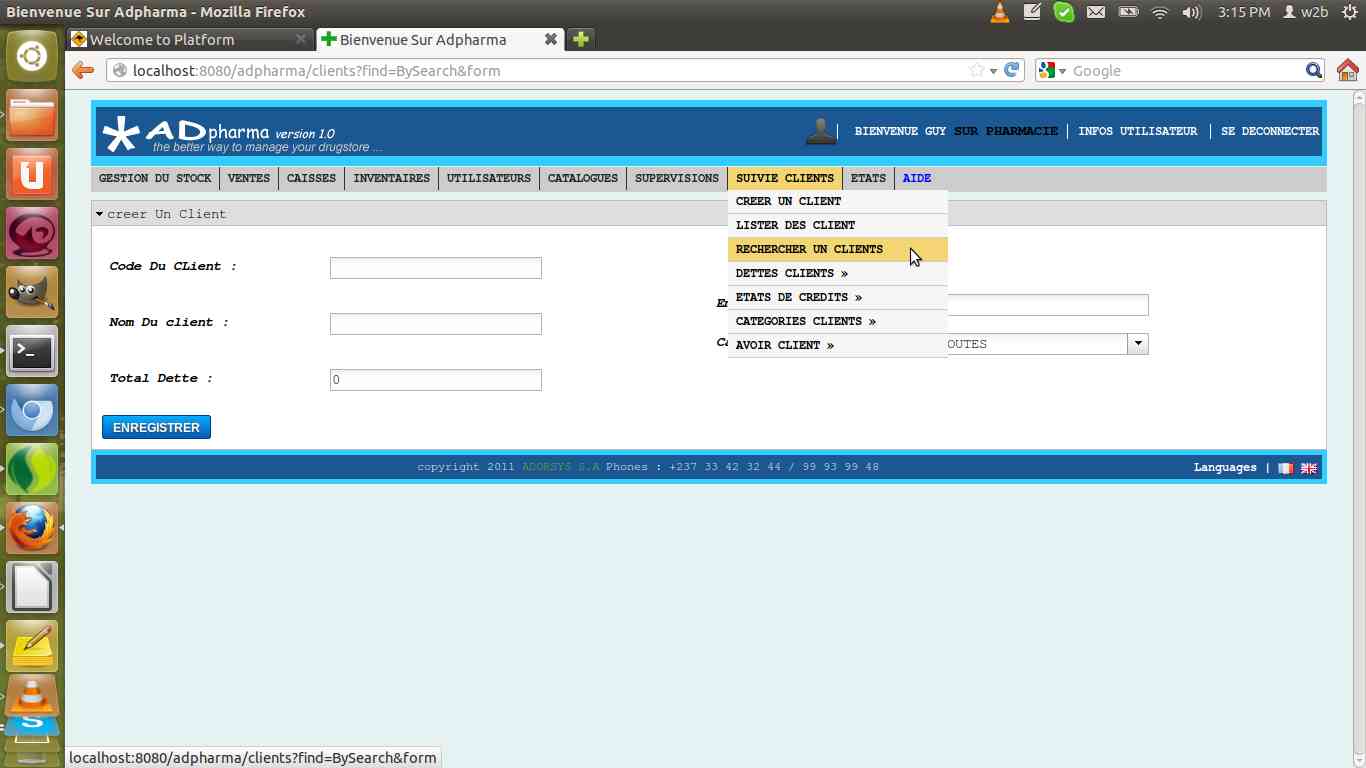 Bienvenue Sur Adpharma - Mozilla Firefox
3:15 PM w2b
Welcome to Platform
Bienvenue Sur Adpharma
localhost:8080/adpharma/clients?find=BySearch&form
Google
ADpharma version 1.0
the better way to manage your drugstore ...
BIENVENUE GUY SUR PHARMACIE | INFOS UTILISATEUR | SE DECONNECTER
GESTION DU STOCK VENTES CAISSES INVENTAIRES UTILISATEURS CATALOGUES SUPERVISIONS SUIVIE CLIENTS ETATS AIDE
CREER UN CLIENT
LISTER DES CLIENT
RECHERCHER UN CLIENTS
DETTES CLIENTS »
ETATS DE CREDITS »
CATEGORIES CLIENTS »
AVOIR CLIENT »
creer Un Client
Code Du CLient :
Nom Du client :
OUTES
Total Dette :
0
ENREGISTRER
copyright 2011 ADORSYS S.A Phones : +237 33 42 32 44 / 99 93 99 48
Languages |
localhost:8080/adpharma/clients?find=BySearch&form